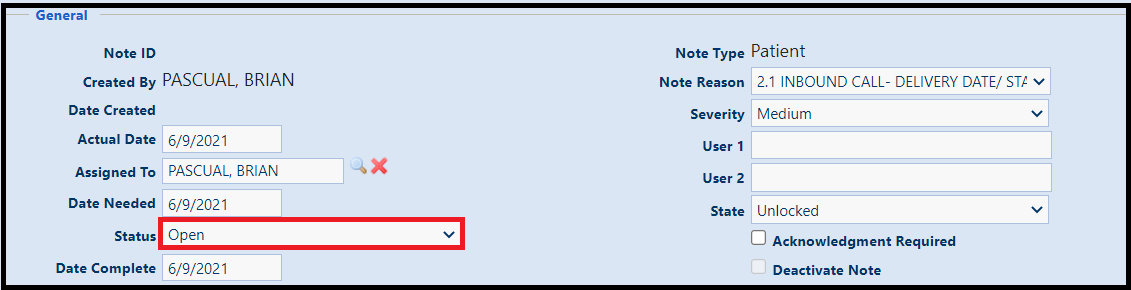 General
Note ID
Note Type Patient
Created By PASCUAL, BRIAN
Note Reason 2.1 INBOUND CALL- DELIVERY DATE/ STA
Date Created
Severity Medium
Actual Date 6/9/2021
User 1
Assigned To PASCUAL, BRIAN
User 2
Date Needed 6/9/2021
State Unlocked
Status Open
Acknowledgment Required
Date Complete 6/9/2021
Deactivate Note